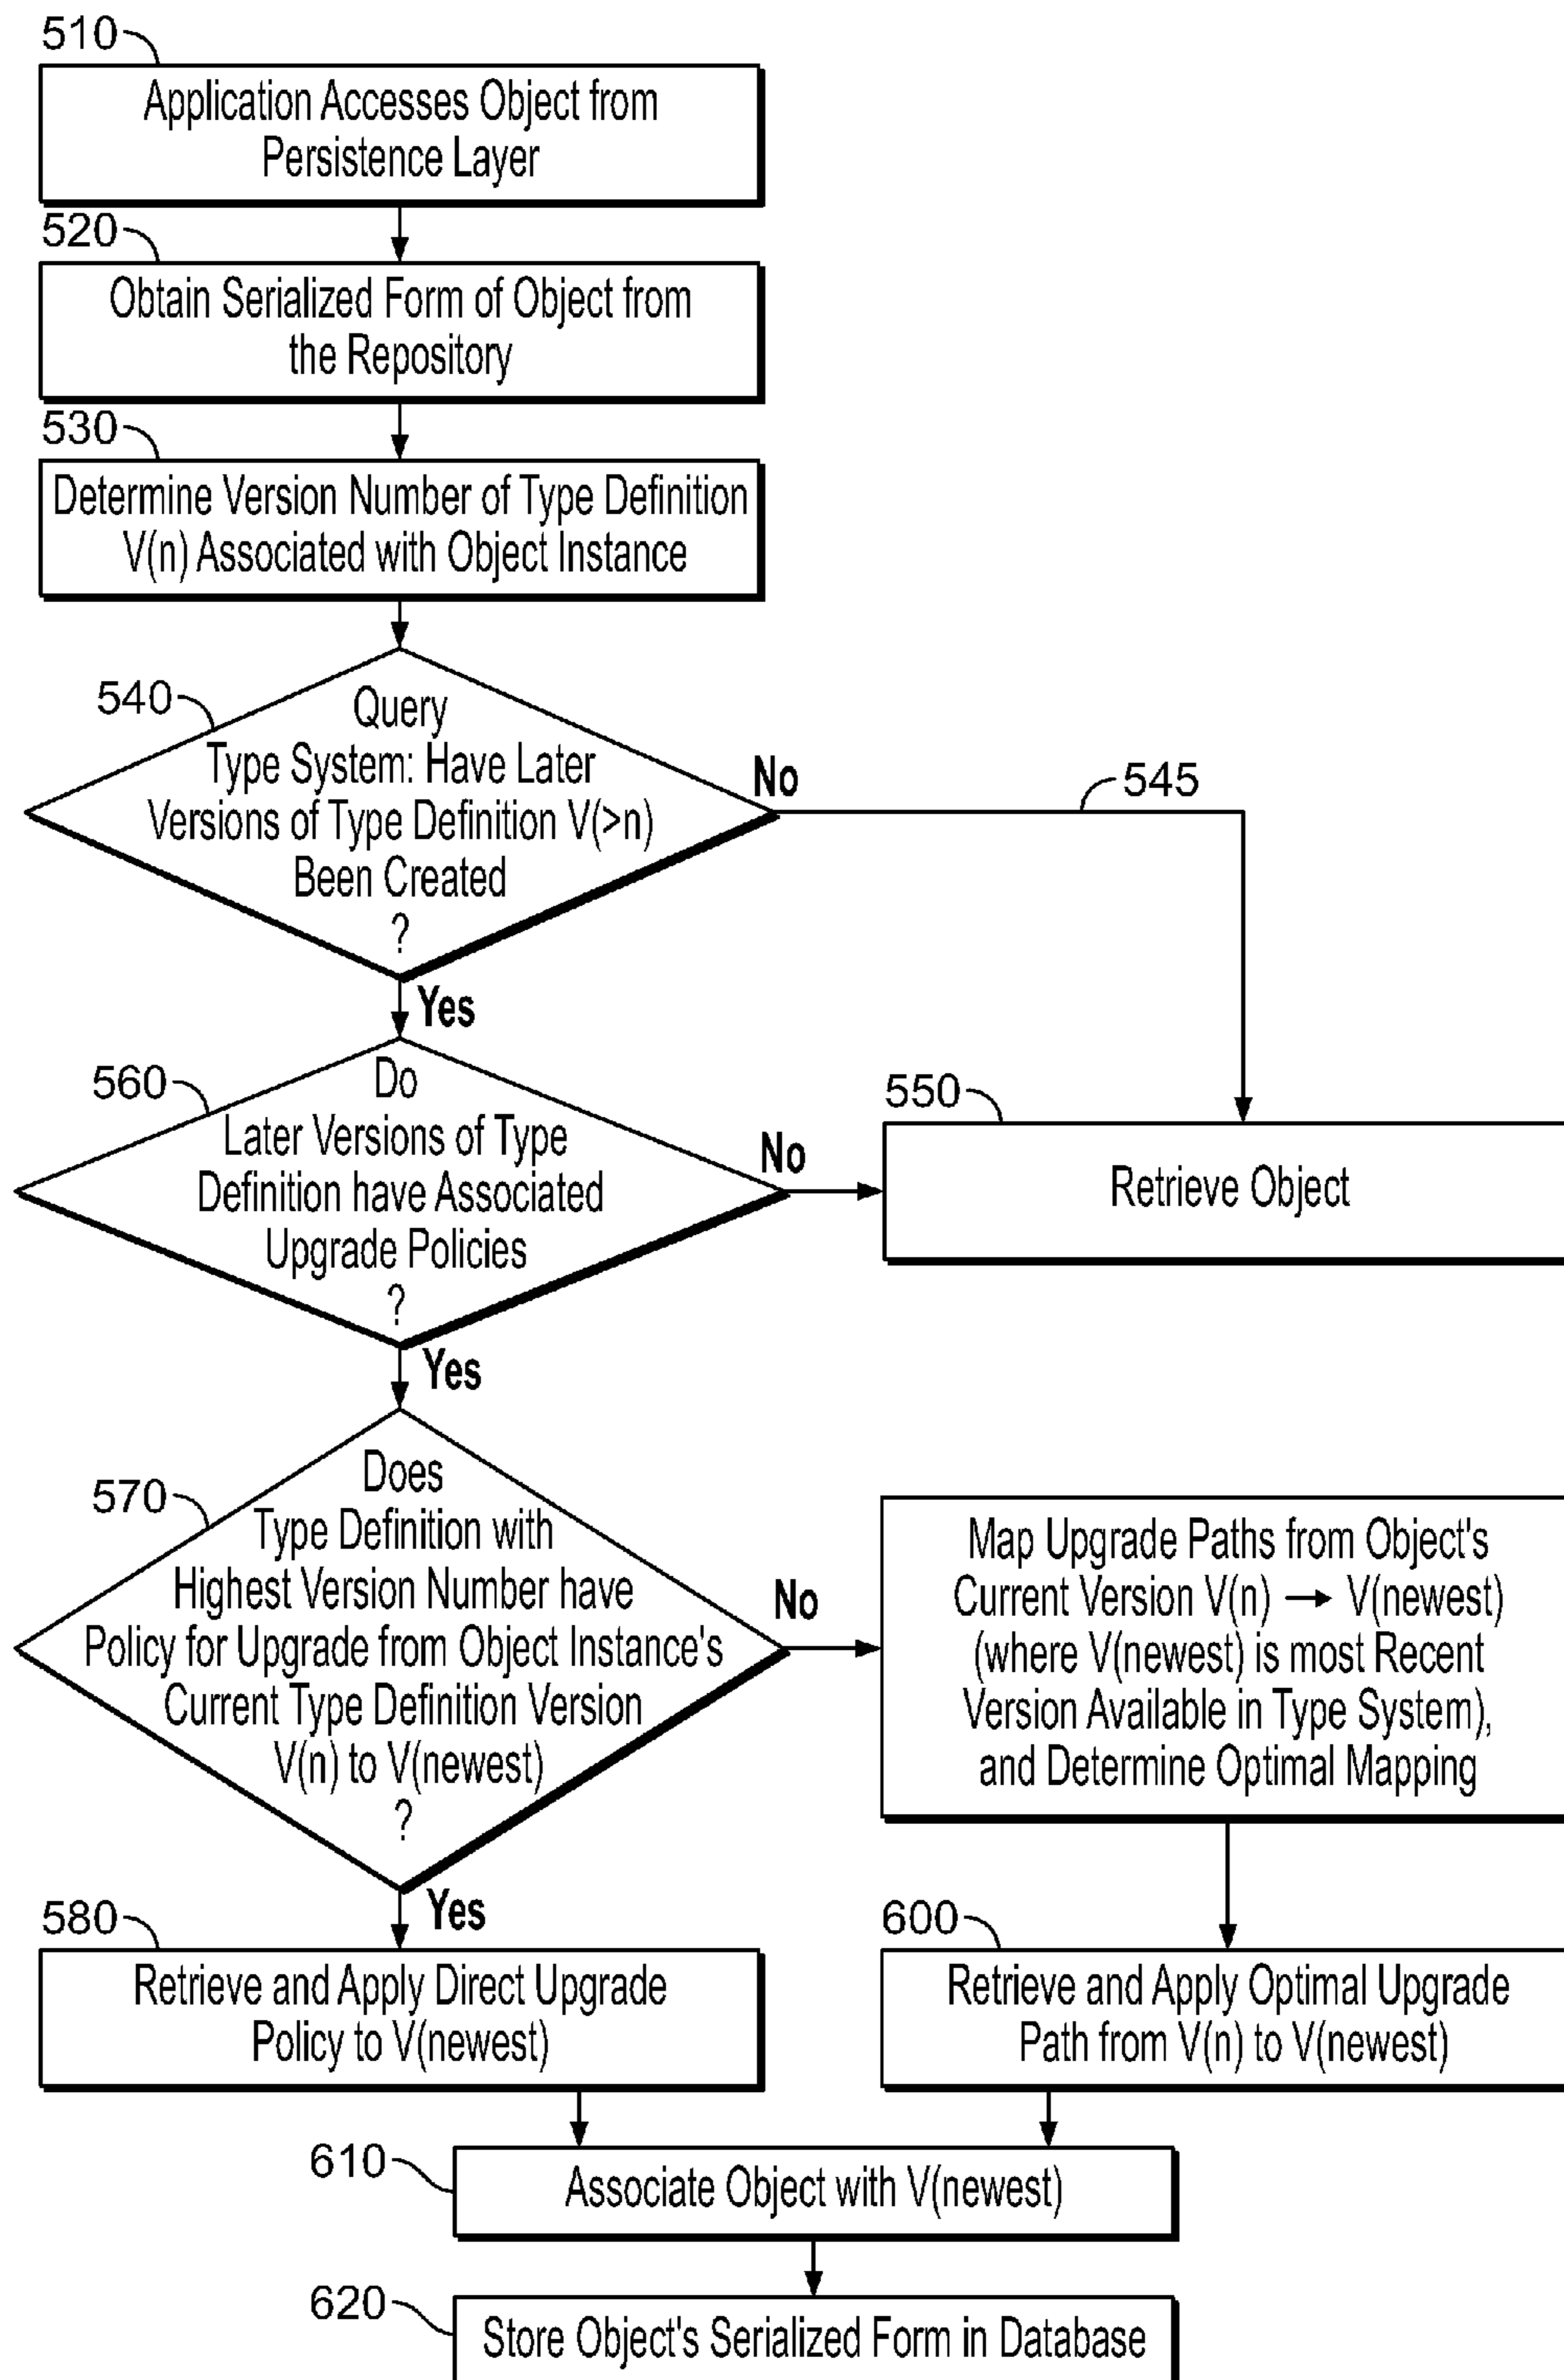 510
Application Accesses Object from
Persistence Layer
520
Obtain Serialized Form of Object from
the Repository
530
Determine Version Number of Type Definition
V(n) Associated with Object Instance
540
Query
Type System: Have Later
Versions of Type Definition V(>n)
Been Created
?
No
545
Yes
560
Do
Later Versions of Type
Definition have Associated
Upgrade Policies
?
No
550
Retrieve Object
Yes
570
Does
Type Definition with
Highest Version Number have
Policy for Upgrade from Object Instance's
Current Type Definition Version
V(n) to V(newest)
?
No
Map Upgrade Paths from Object's
Current Version V(n) → V(newest)
(where V(newest) is most Recent
Version Available in Type System),
and Determine Optimal Mapping
Yes
580
Retrieve and Apply Direct Upgrade
Policy to V(newest)
600
Retrieve and Apply Optimal Upgrade
Path from V(n) to V(newest)
610
Associate Object with V(newest)
620
Store Object's Serialized Form in Database